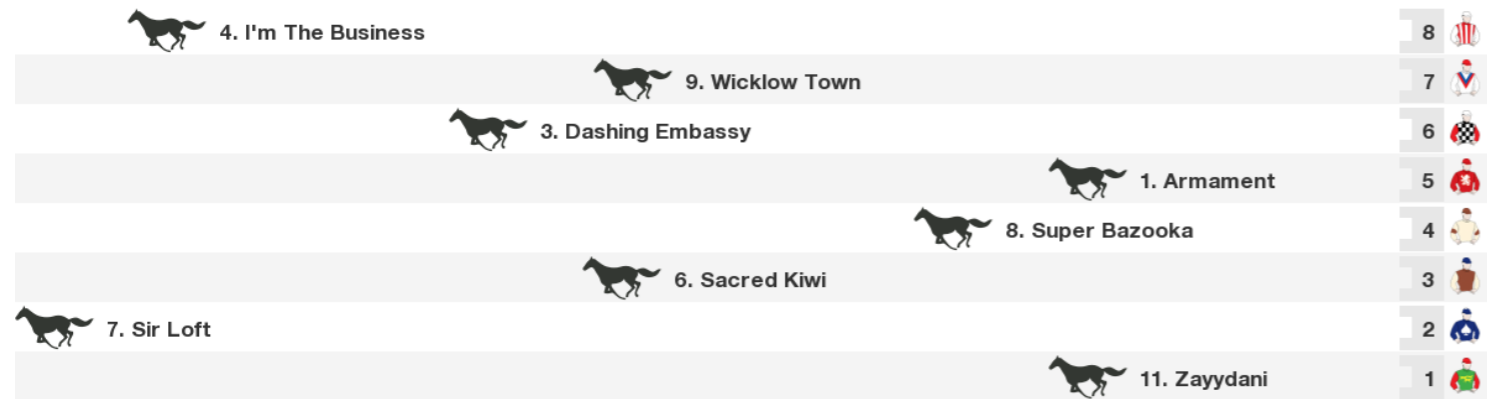 4. I'm The Business 8
9. Wicklow Town 7
3. Dashing Embassy 6
1. Armament 5
8. Super Bazooka 4
6. Sacred Kiwi 3
7. Sir Loft 2
11. Zayydani 1